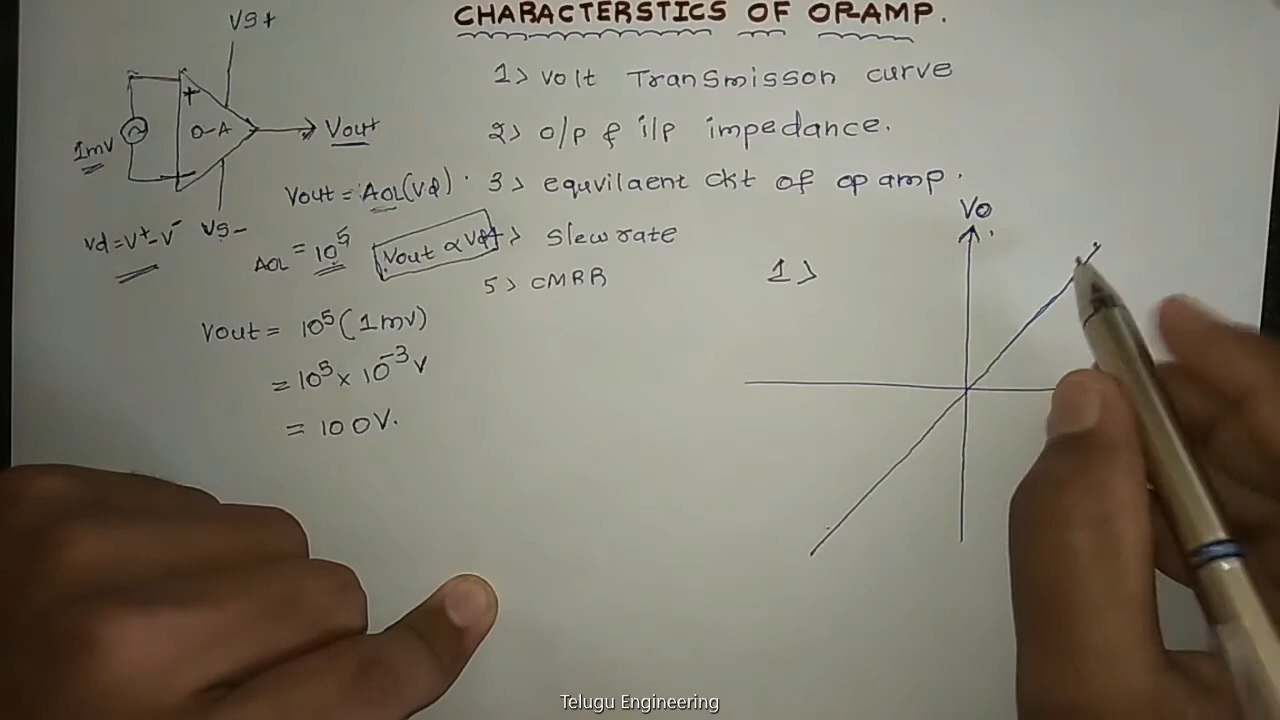 CHARACTERSTICS OF OPAMP.
VS+
1> volt Transmisson curve
+
O-A
Vout
1mV
2> o/p & i/p impedance.
Vout = AOL(Vd). 3> equvilaent ckt of op amp.
Vd=V+-V- VS-
Vo
AOL = 10^5 Vout ∝ Vd 4> Slew rate
5> CMRR
1>
Vout = 10^5 (1mv)
= 10^5 x 10^-3 V
= 100V.
Telugu Engineering